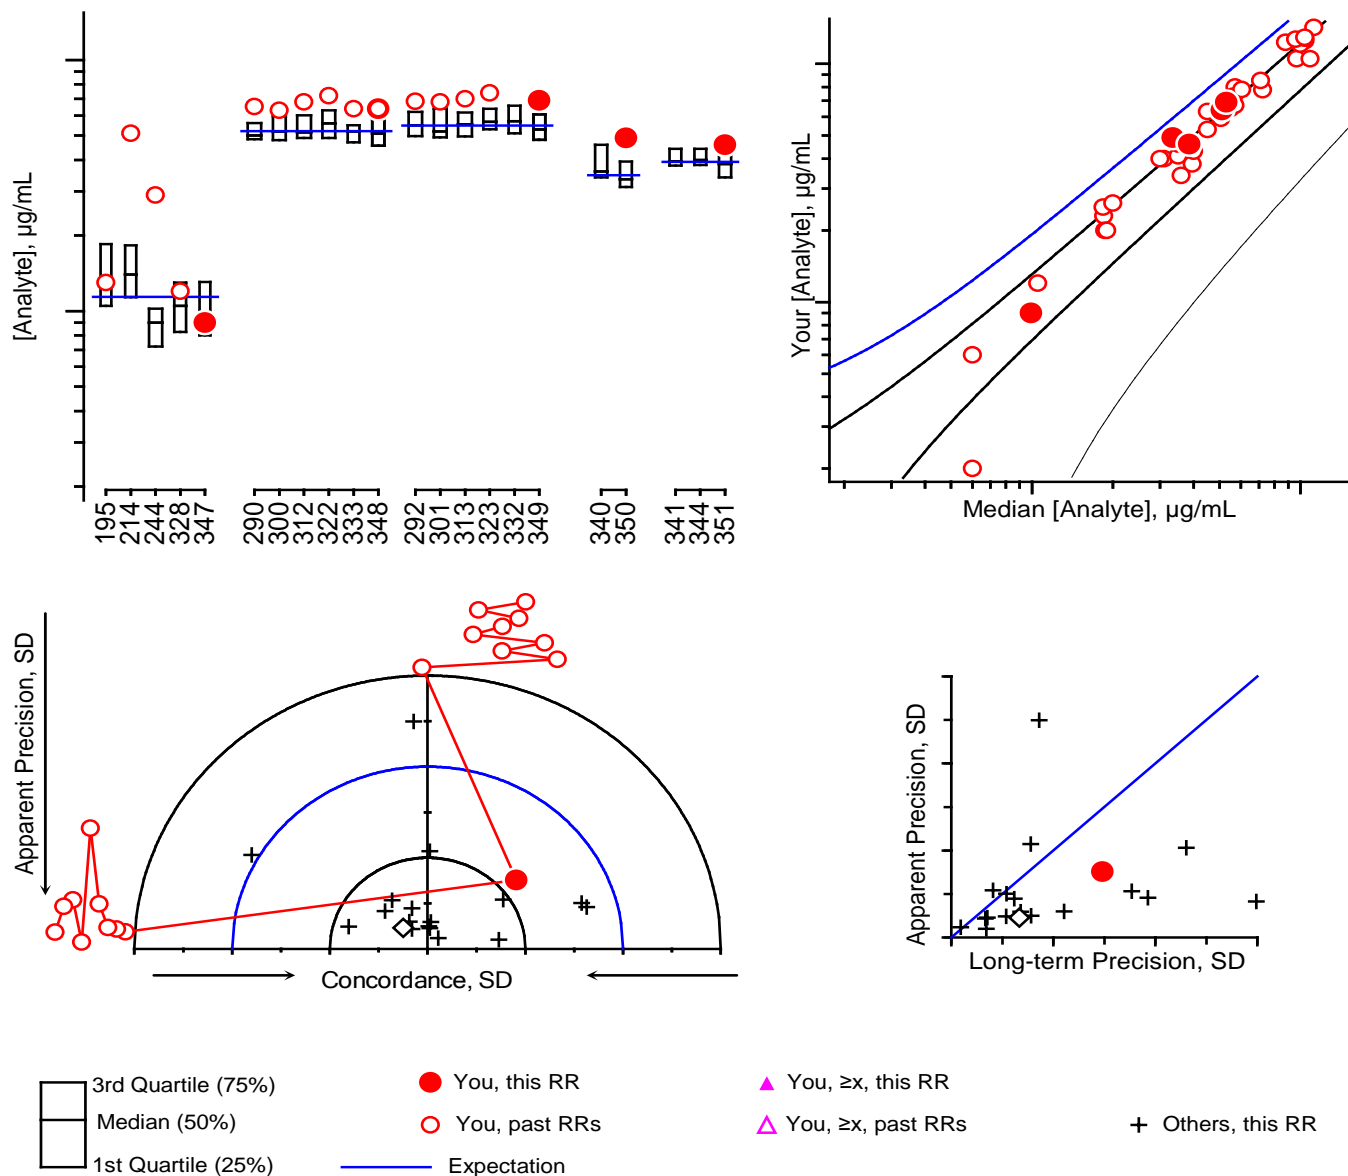 [Analyte], µg/mL
195
214
244
328
347
290
300
312
322
333
348
292
301
313
323
332
349
340
350
341
344
351
Your [Analyte], µg/mL
Median [Analyte], µg/mL
Apparent Precision, SD
Concordance, SD
Apparent Precision, SD
Long-term Precision, SD
3rd Quartile (75%)
Median (50%)
1st Quartile (25%)
You, this RR
You, past RRs
Expectation
You, ≥x, this RR
You, ≥x, past RRs
Others, this RR